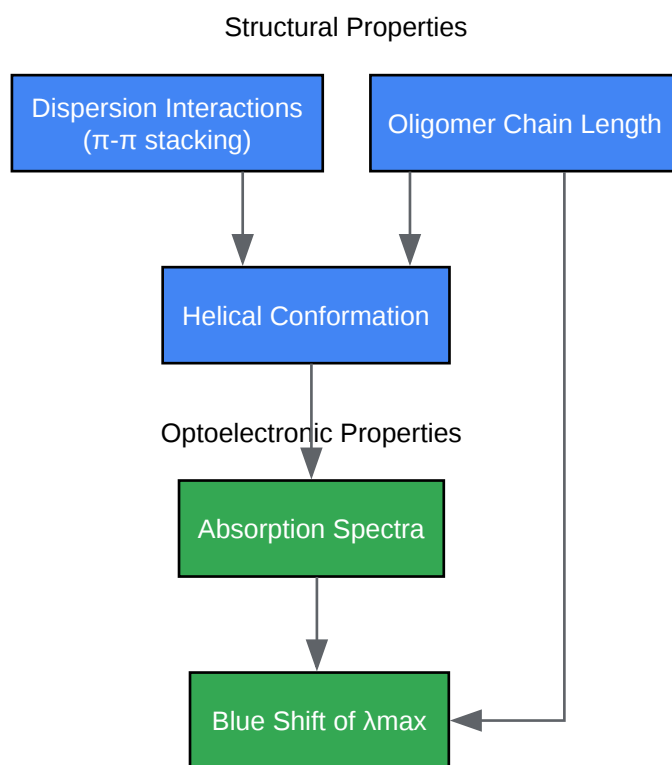 Structural Properties
Dispersion Interactions
(π-π stacking)
Oligomer Chain Length
Helical Conformation
Optoelectronic Properties
Absorption Spectra
Blue Shift of λmax